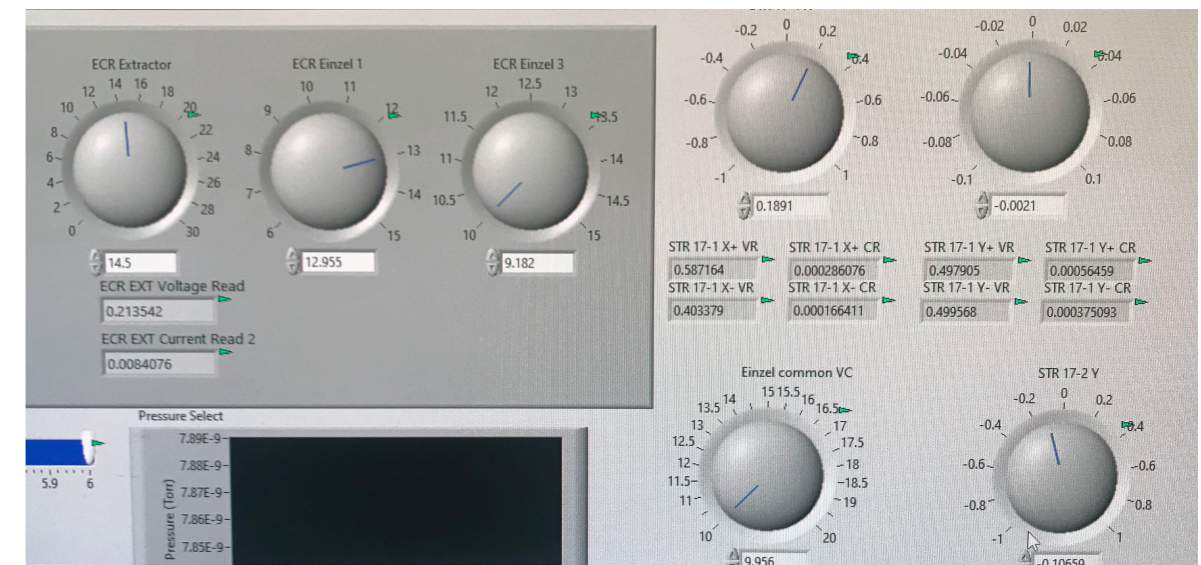 ECR Extractor
0 2 4 6 8 10 12 14 16 18 20 22 24 26 28 30
14.5
ECR EXT Voltage Read
0.213542
ECR EXT Current Read 2
0.0084076
ECR Einzel 1
6 7 8 9 10 11 12 13 14 15
12.955
ECR Einzel 3
10 10.5 11 11.5 12 12.5 13 13.5 14 14.5 15
9.182
-1 -0.8 -0.6 -0.4 -0.2 0 0.2 0.4 0.6 0.8 1
0.1891
-0.1 -0.08 -0.06 -0.04 -0.02 0 0.02 0.04 0.06 0.08 0.1
-0.0021
STR 17-1 X+ VR STR 17-1 X+ CR STR 17-1 Y+ VR STR 17-1 Y+ CR
0.587164 0.000286076 0.497905 0.00056459
STR 17-1 X- VR STR 17-1 X- CR STR 17-1 Y- VR STR 17-1 Y- CR
0.403379 0.000166411 0.499568 0.000375093
Einzel common VC
10 11 11.5 12 12.5 13 13.5 14 15 15.5 16 16.5 17 17.5 18 18.5 19 20
9.956
STR 17-2 Y
-1 -0.8 -0.6 -0.4 -0.2 0 0.2 0.4 0.6 0.8 1
-0.10659
5.9 6
Pressure Select
Pressure (Torr)
7.89E-9
7.88E-9
7.87E-9
7.86E-9
7.85E-9